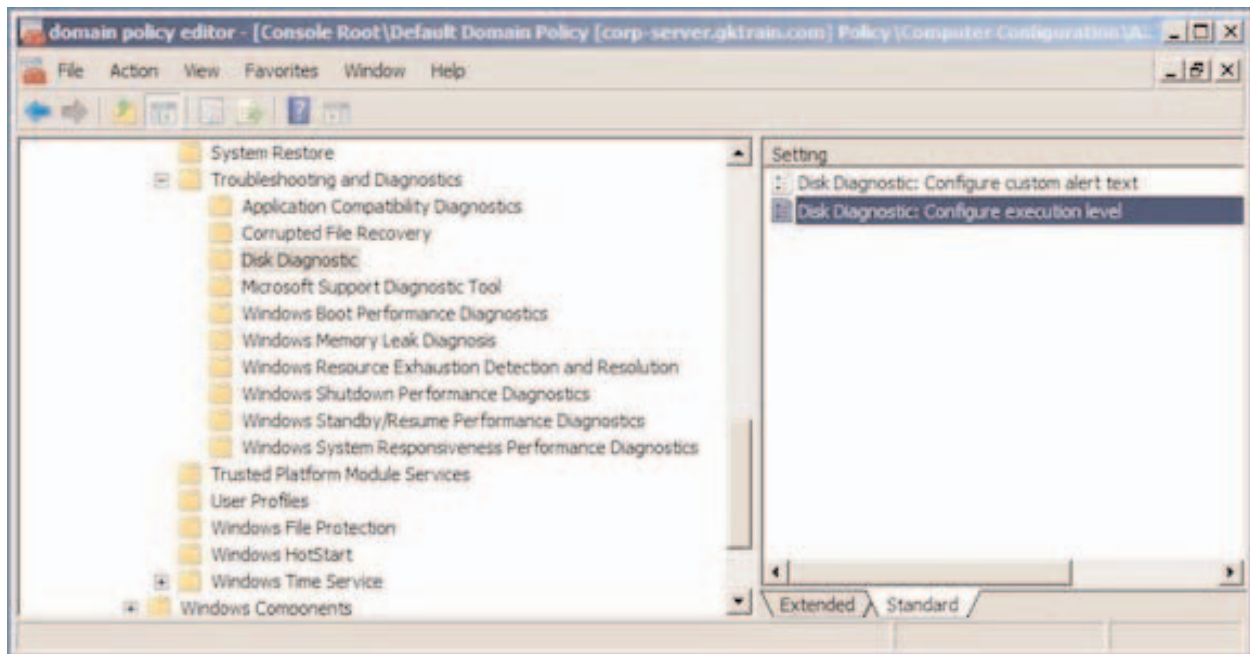 domain policy editor - [Console Root\Default Domain Policy [corp-server.gktrain.com] Policy\Computer Configuration\A...
File Action View Favorites Window Help
System Restore
Troubleshooting and Diagnostics
Application Compatibility Diagnostics
Corrupted File Recovery
Disk Diagnostic
Microsoft Support Diagnostic Tool
Windows Boot Performance Diagnostics
Windows Memory Leak Diagnosis
Windows Resource Exhaustion Detection and Resolution
Windows Shutdown Performance Diagnostics
Windows Standby/Resume Performance Diagnostics
Windows System Responsiveness Performance Diagnostics
Trusted Platform Module Services
User Profiles
Windows File Protection
Windows HotStart
Windows Time Service
Windows Components
Setting
Disk Diagnostic: Configure custom alert text
Disk Diagnostic: Configure execution level
Extended Standard